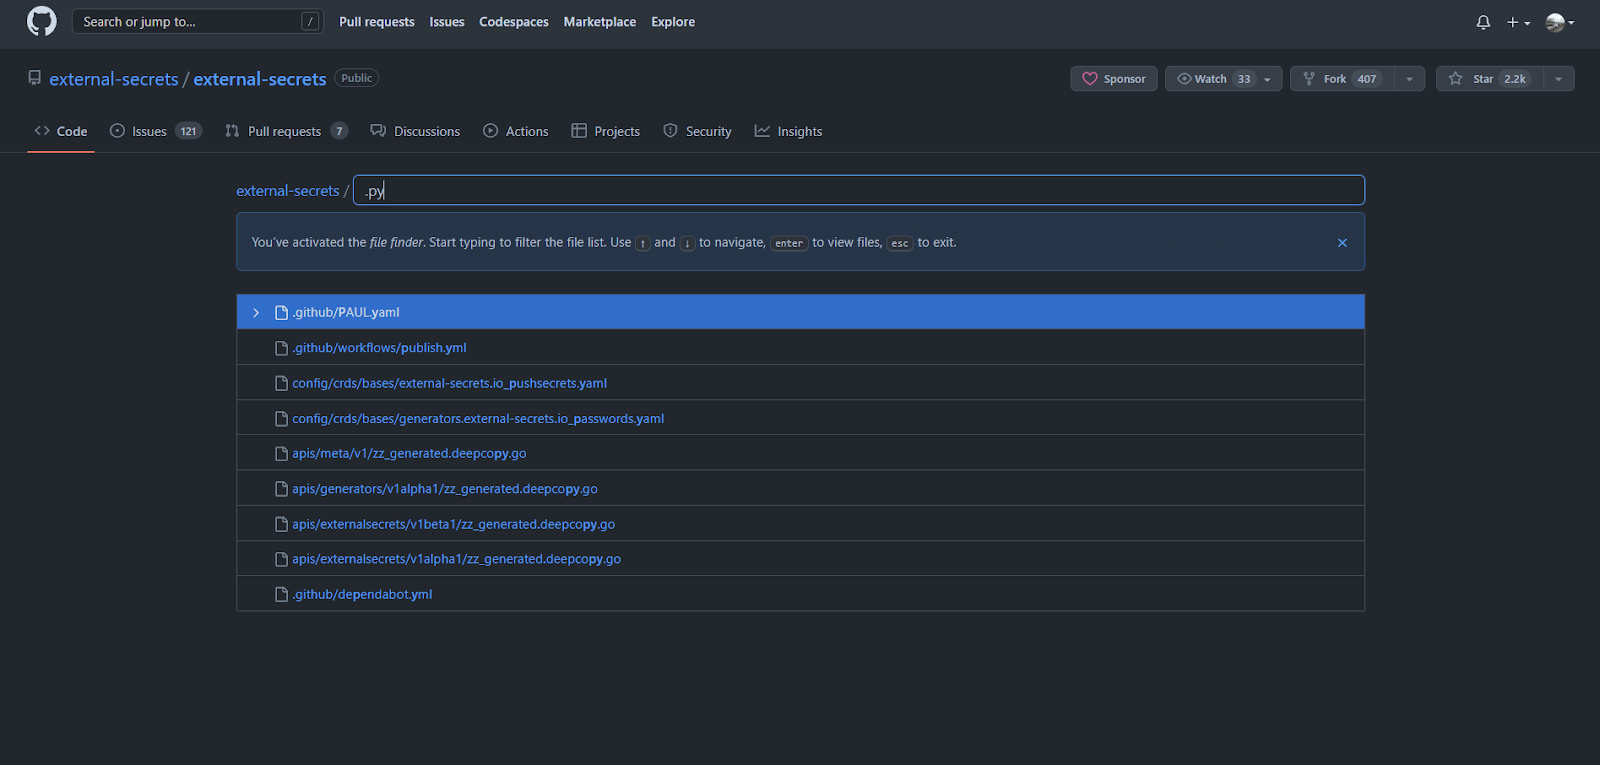 Search or jump to... / Pull requests Issues Codespaces Marketplace Explore
external-secrets / external-secrets Public Sponsor Watch 33 Fork 407 Star 2.2k
Code Issues 121 Pull requests 7 Discussions Actions Projects Security Insights
external-secrets / .py
You've activated the file finder. Start typing to filter the file list. Use ↑ and ↓ to navigate, enter to view files, esc to exit.
.github/PAUL.yaml
.github/workflows/publish.yml
config/crds/bases/external-secrets.io_pushsecrets.yaml
config/crds/bases/generators.external-secrets.io_passwords.yaml
apis/meta/v1/zz_generated.deepcopy.go
apis/generators/v1alpha1/zz_generated.deepcopy.go
apis/externalsecrets/v1beta1/zz_generated.deepcopy.go
apis/externalsecrets/v1alpha1/zz_generated.deepcopy.go
.github/dependabot.yml